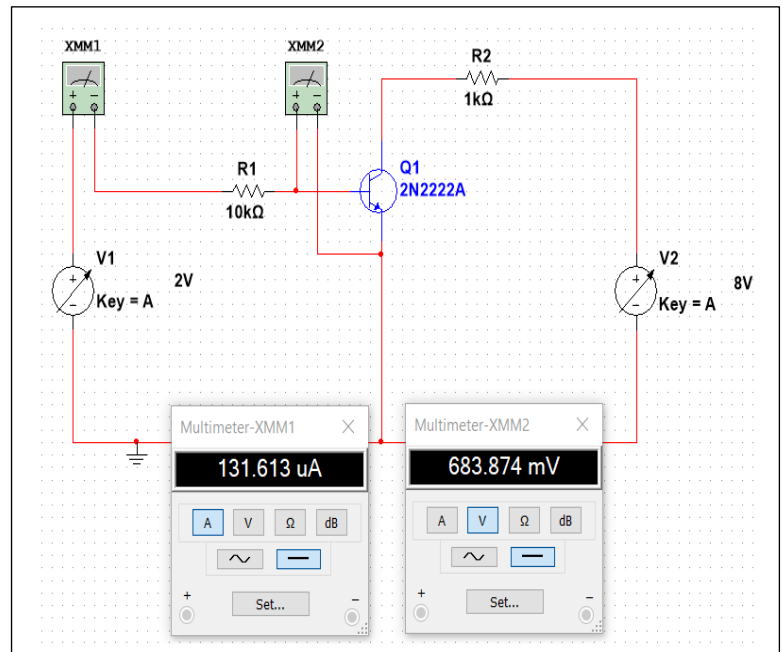 XMM1
XMM2
R2
1kΩ
R1
10kΩ
Q1
2N2222A
V1
2V
Key = A
V2
8V
Key = A
Multimeter-XMM1
131.613 uA
A V Ω dB
+ Set... −
Multimeter-XMM2
683.874 mV
A V Ω dB
+ Set... −